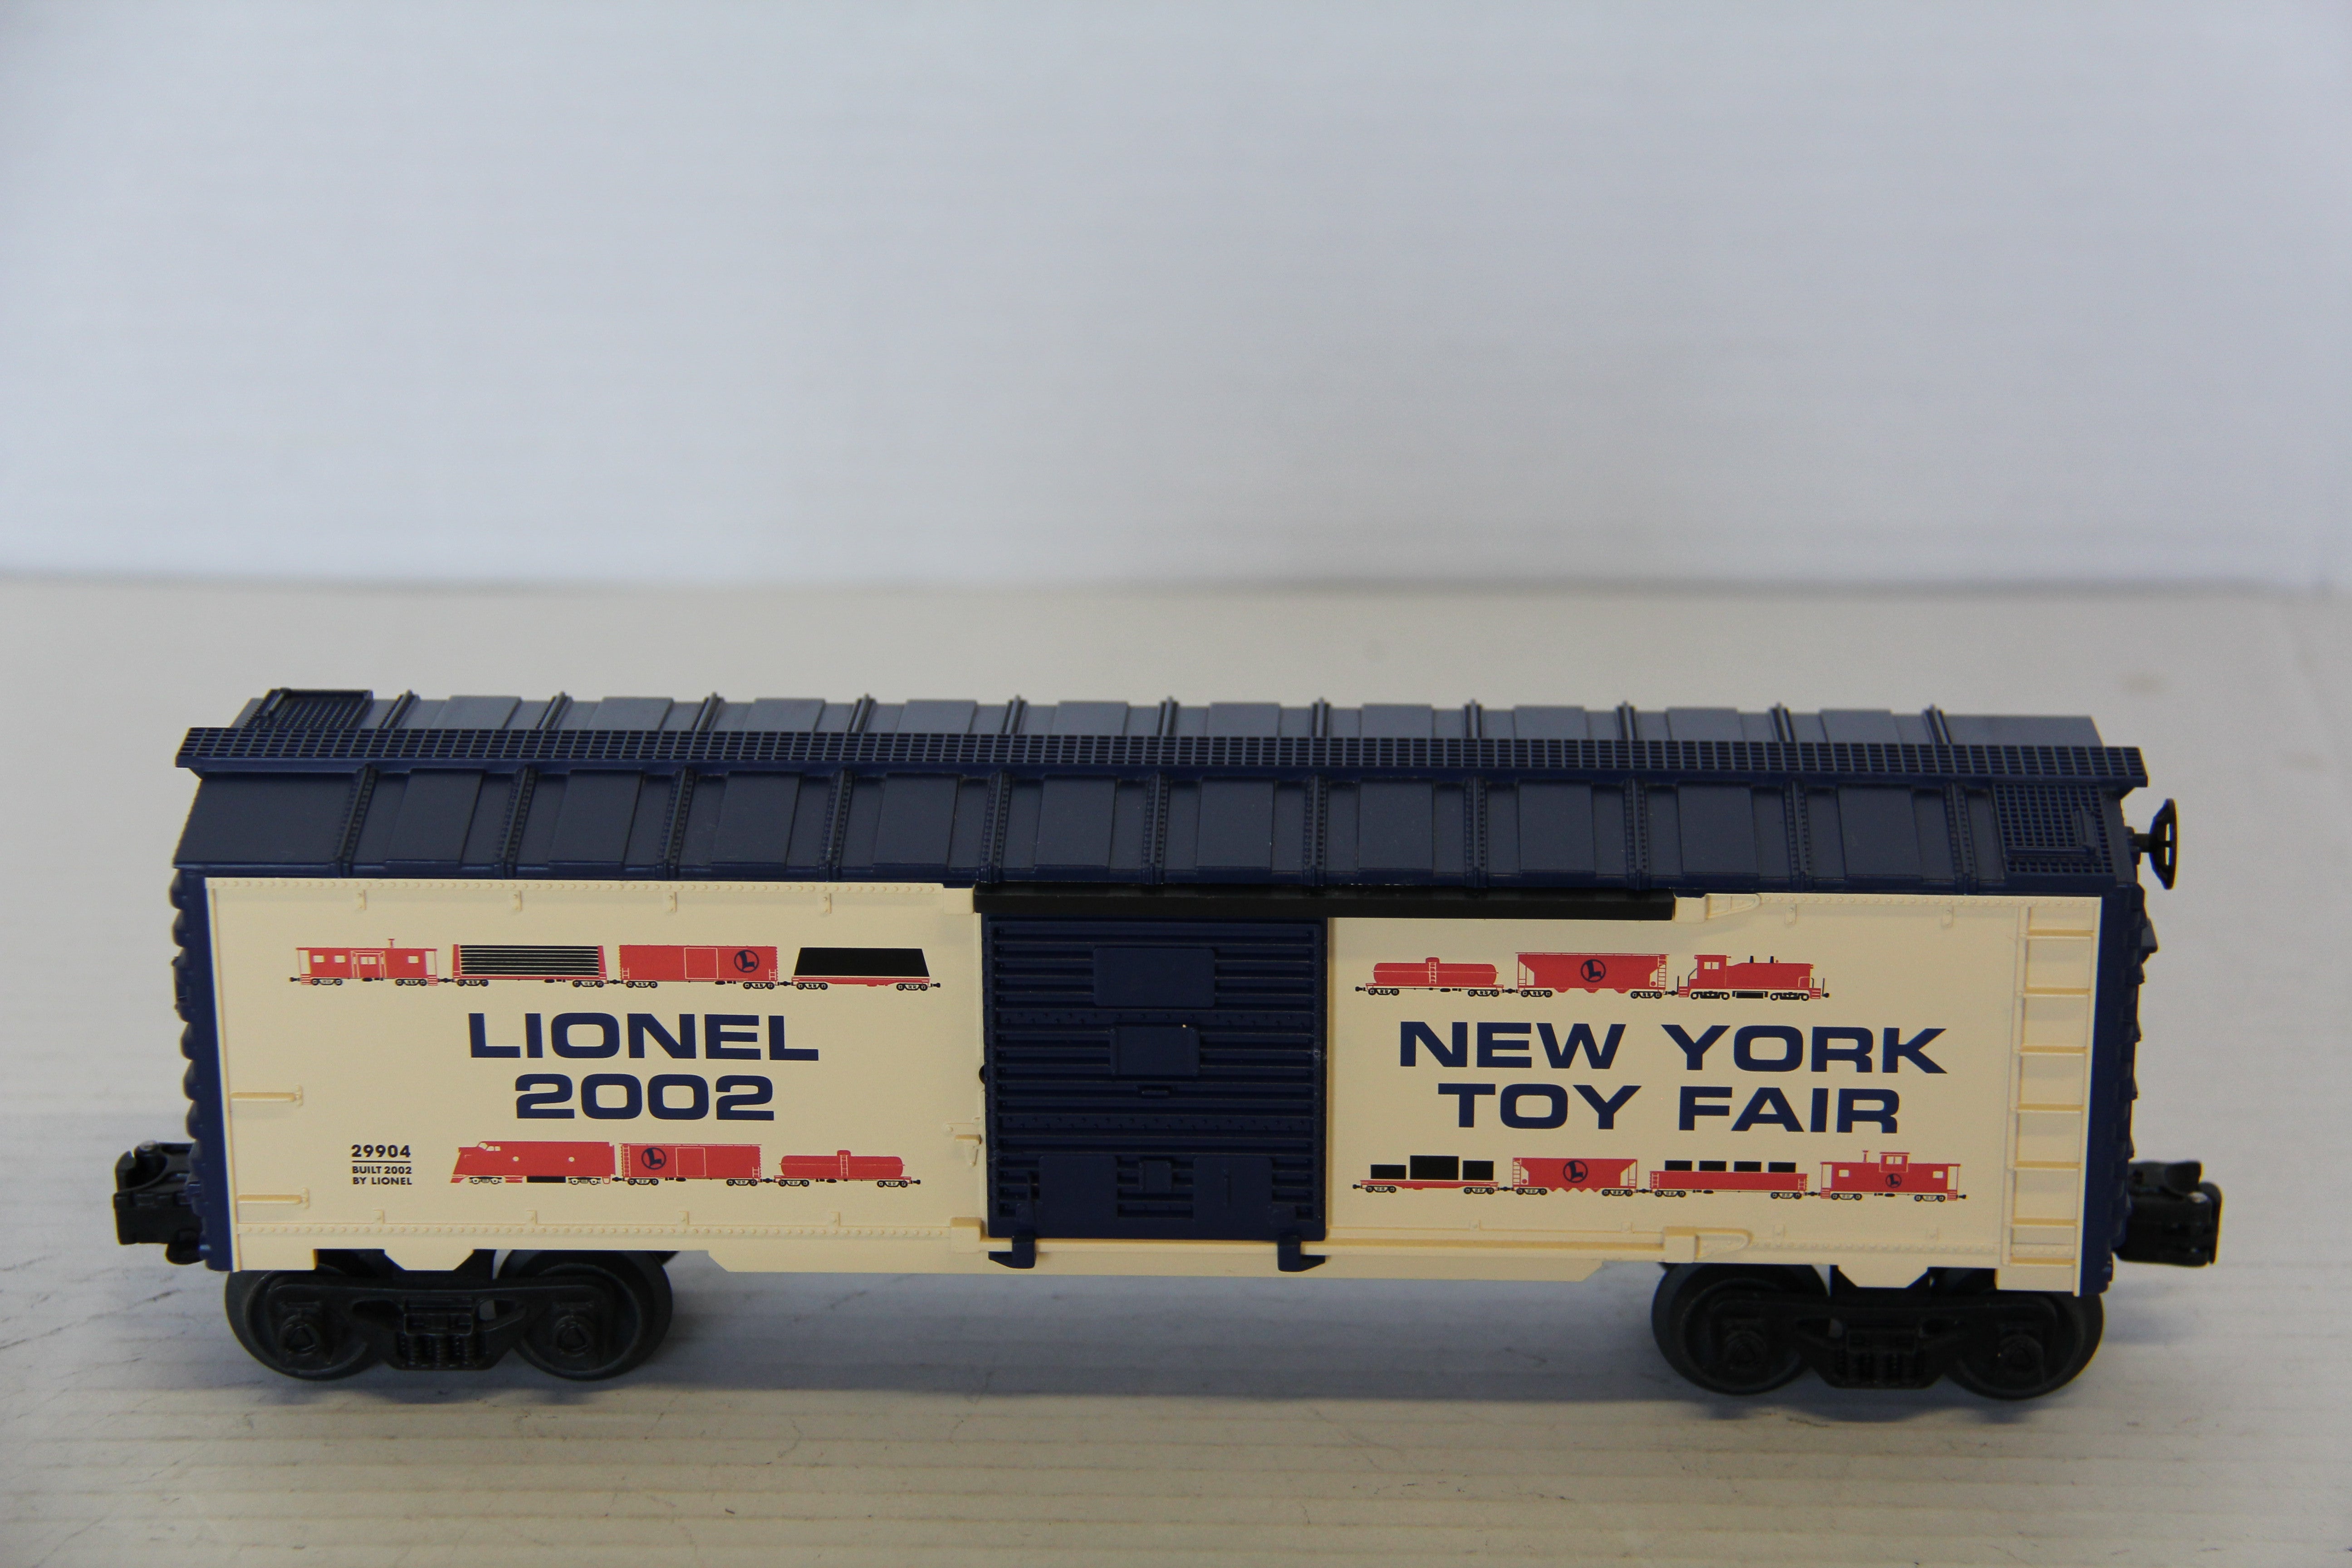 LIONEL
2002
29904
BUILT 2002
BY LIONEL
L
L
NEW YORK
TOY FAIR
L
L
L